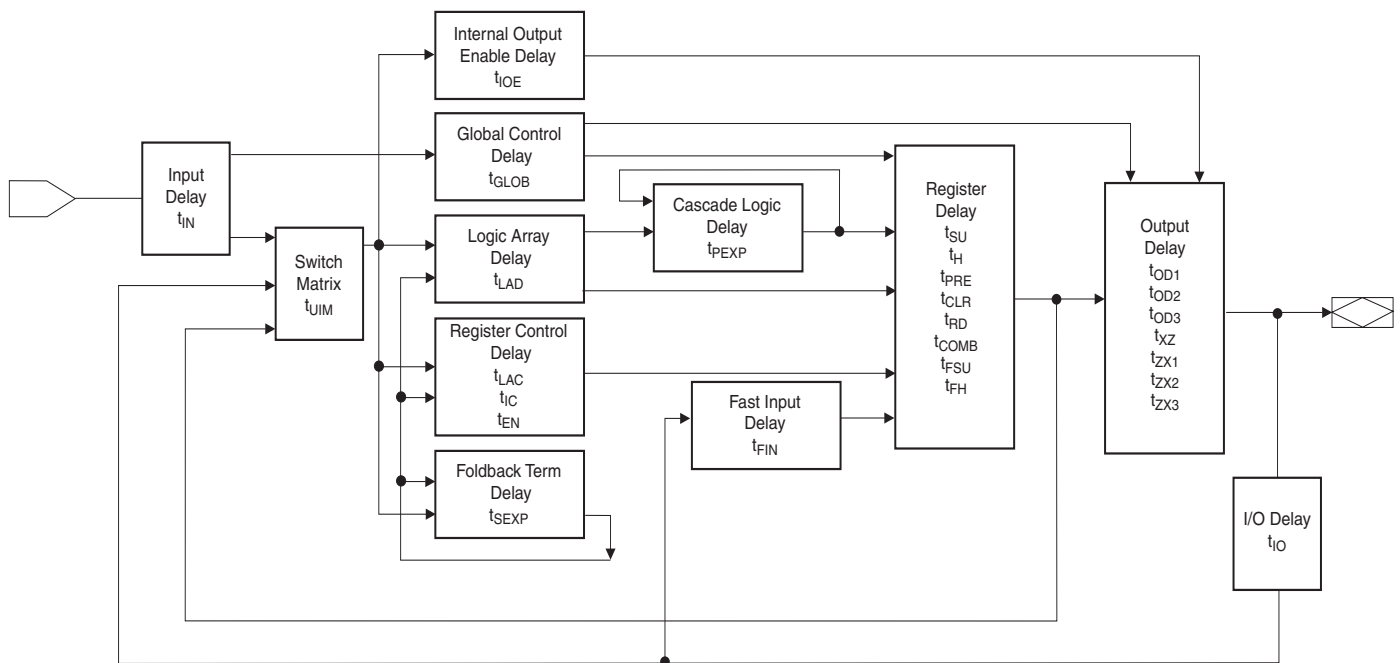 Internal Output
Enable Delay
tIOE
Global Control
Delay
tGLOB
Input
Delay
tIN
Switch
Matrix
tUIM
Logic Array
Delay
tLAD
Cascade Logic
Delay
tPEXP
Register Control
Delay
tLAC
tIC
tEN
Foldback Term
Delay
tSEXP
Fast Input
Delay
tFIN
Register
Delay
tSU
tH
tPRE
tCLR
tRD
tCOMB
tFSU
tFH
Output
Delay
tOD1
tOD2
tOD3
tXZ
tZX1
tZX2
tZX3
I/O Delay
tIO